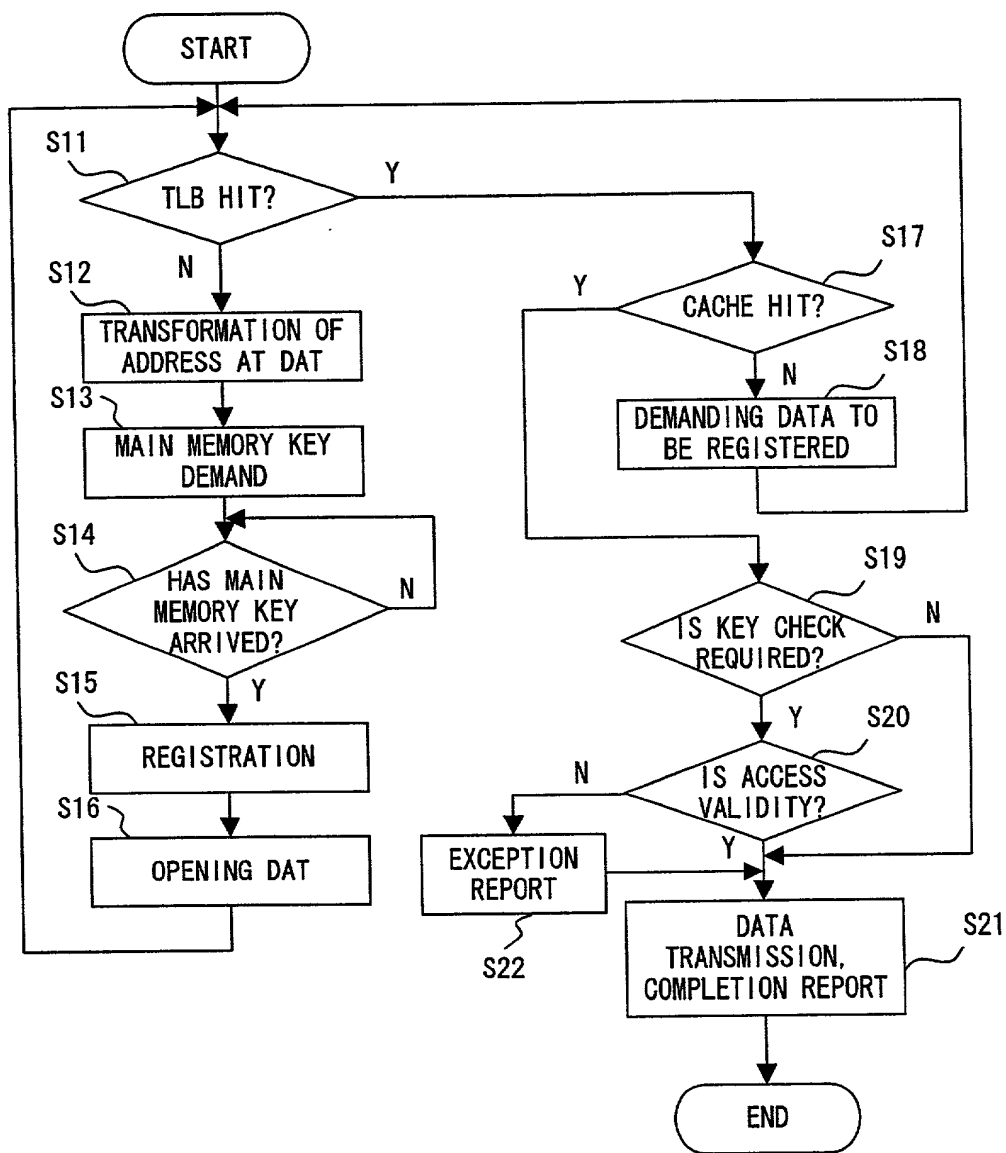 START
S11
TLB HIT?
Y
N
S12
TRANSFORMATION OF
ADDRESS AT DAT
S13
MAIN MEMORY KEY
DEMAND
S14
HAS MAIN
MEMORY KEY
ARRIVED?
N
Y
S15
REGISTRATION
S16
OPENING DAT
S17
Y
CACHE HIT?
N
S18
DEMANDING DATA TO
BE REGISTERED
S19
IS KEY CHECK
REQUIRED?
N
Y
S20
IS ACCESS
VALIDITY?
N
Y
EXCEPTION
REPORT
S22
DATA
TRANSMISSION,
COMPLETION REPORT
S21
END